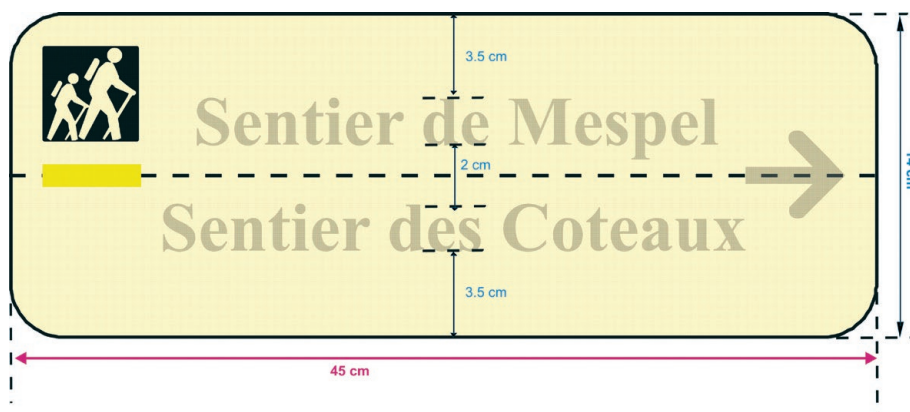 3.5 cm
Sentier de Mespel
2 cm
Sentier des Coteaux
3.5 cm
45 cm